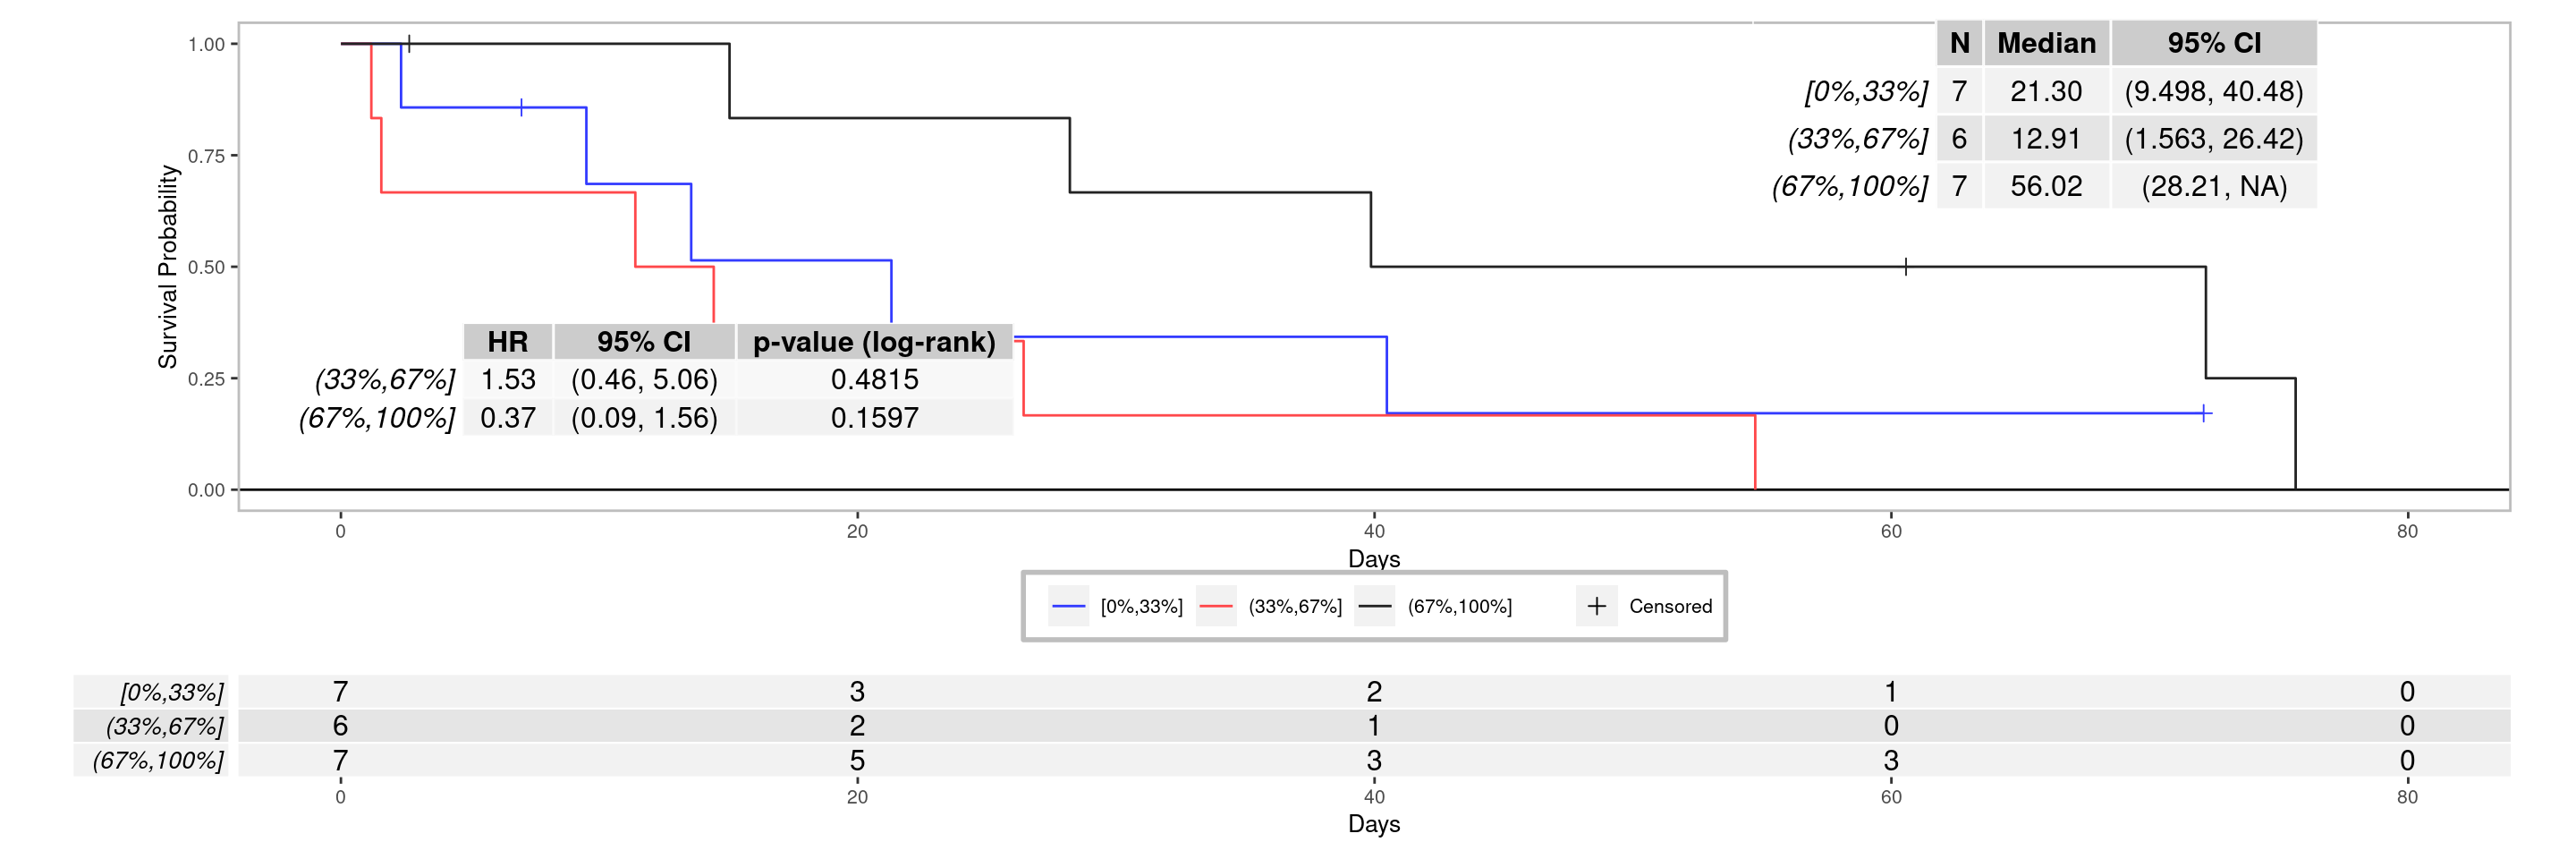 N Median 95% CI
[0%,33%] 7 21.30 (9.498, 40.48)
(33%,67%] 6 12.91 (1.563, 26.42)
(67%,100%] 7 56.02 (28.21, NA)
Survival Probability
1.00
0.75
0.50
0.25
0.00
HR 95% CI p-value (log-rank)
(33%,67%] 1.53 (0.46, 5.06) 0.4815
(67%,100%] 0.37 (0.09, 1.56) 0.1597
0 20 40 60 80
Days
[0%,33%] (33%,67%] (67%,100%] Censored
[0%,33%] 7 3 2 1 0
(33%,67%] 6 2 1 0 0
(67%,100%] 7 5 3 3 0
0 20 40 60 80
Days